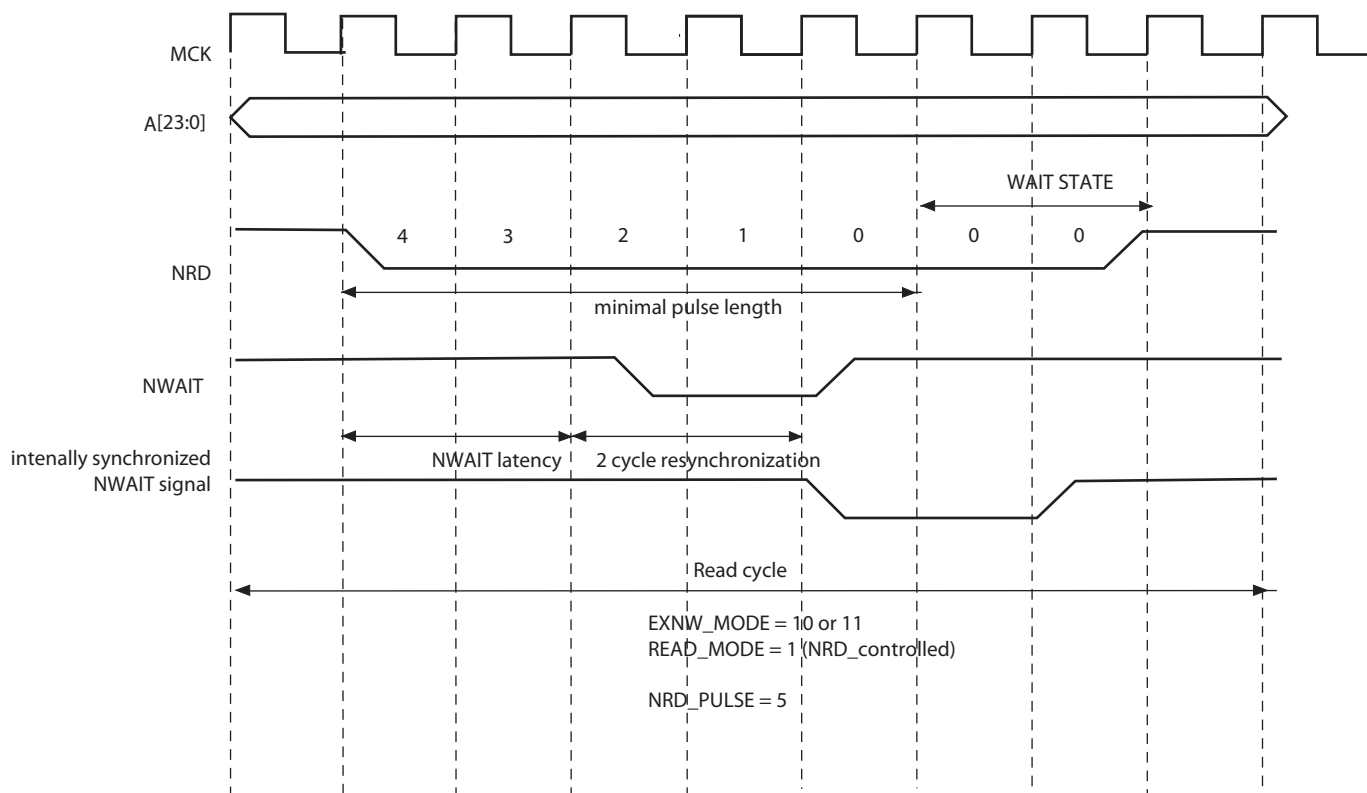 MCK
A[23:0]
WAIT STATE
4 3 2 1 0 0 0
NRD
minimal pulse length
NWAIT
NWAIT latency
2 cycle resynchronization
intenally synchronized
NWAIT signal
Read cycle
EXNW_MODE = 10 or 11
READ_MODE = 1 (NRD_controlled)
NRD_PULSE = 5